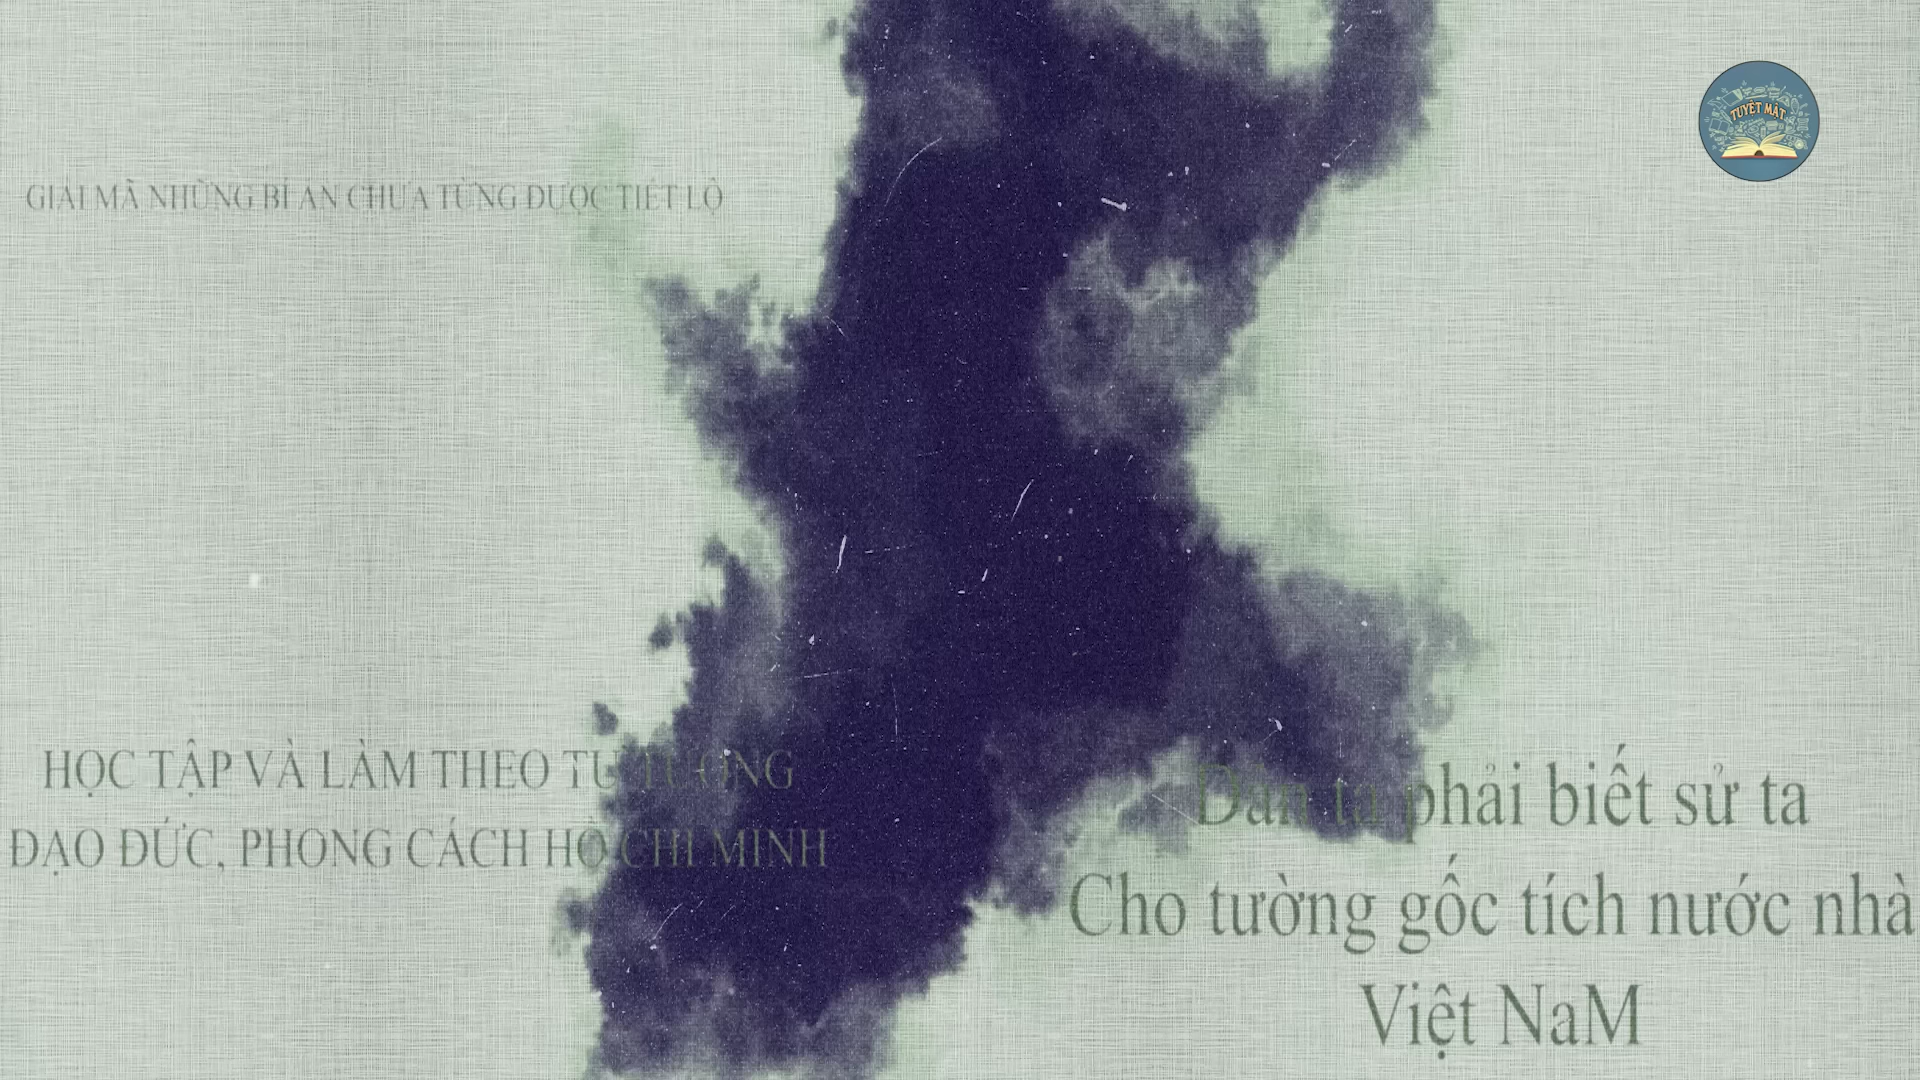 TUYỆT MẬT
GIẢI MÃ NHỮNG BÍ ẨN CHƯA TỪNG ĐƯỢC TIẾT LỘ
HỌC TẬP VÀ LÀM THEO TƯ TƯỞNG
ĐẠO ĐỨC, PHONG CÁCH HỒ CHÍ MINH
Dân ta phải biết sử ta
Cho tường gốc tích nước nhà
Việt NaM